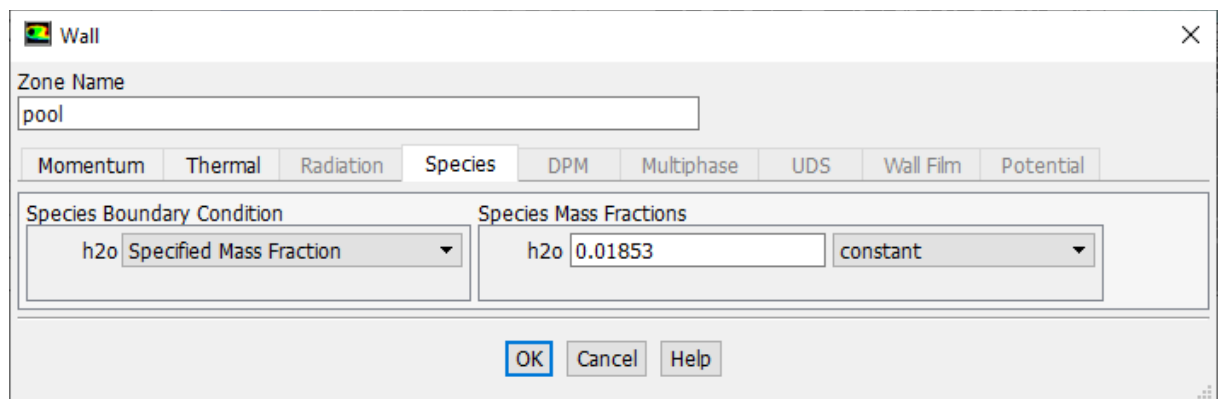 Wall
Zone Name
pool
Momentum Thermal Radiation Species DPM Multiphase UDS Wall Film Potential
Species Boundary Condition Species Mass Fractions
h2o Specified Mass Fraction h2o 0.01853 constant
OK Cancel Help